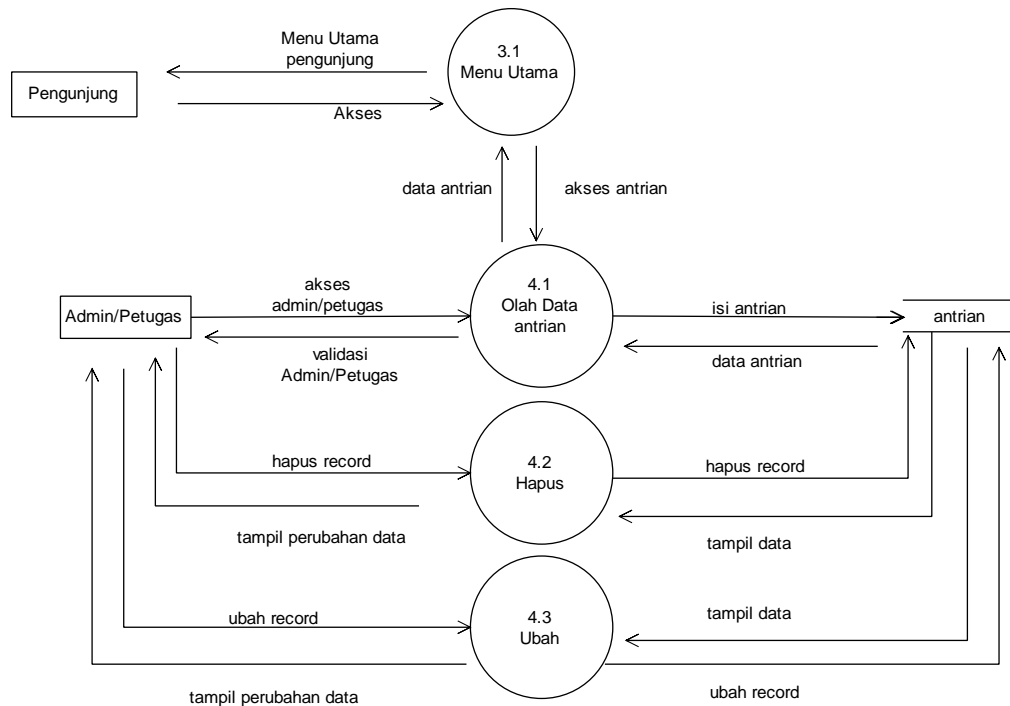 Menu Utama
pengunjung
3.1
Menu Utama
Pengunjung
Akses
data antrian
akses antrian
akses
admin/petugas
4.1
Olah Data
antrian
Admin/Petugas
isi antrian
antrian
validasi
Admin/Petugas
data antrian
hapus record
4.2
Hapus
hapus record
tampil perubahan data
tampil data
ubah record
4.3
Ubah
tampil data
tampil perubahan data
ubah record